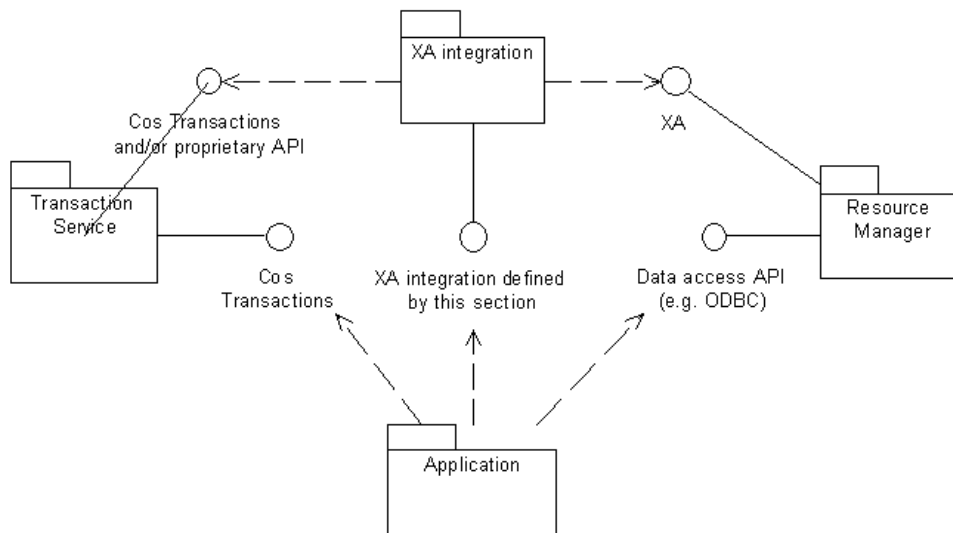 XA integration
Cos Transactions
and/or proprietary API
XA
Transaction
Service
Resource
Manager
Cos
Transactions
XA integration defined
by this section
Data access API
(e.g. ODBC)
Application